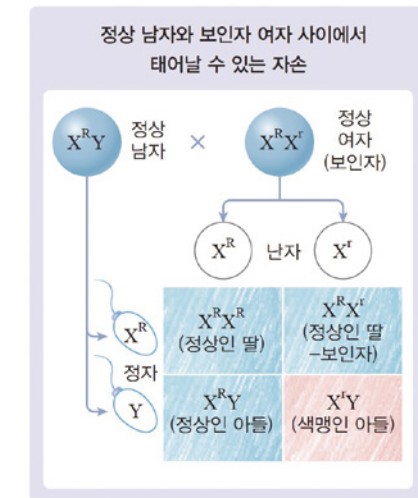 정상 남자와 보인자 여자 사이에서
태어날 수 있는 자손
XᴿY
정상
남자
×
XᴿXʳ
정상
여자
(보인자)
Xᴿ
난자
Xʳ
Xᴿ
정자
Y
XᴿXᴿ
(정상인 딸)
XᴿXʳ
(정상인 딸
-보인자)
XᴿY
(정상인 아들)
XʳY
(색맹인 아들)